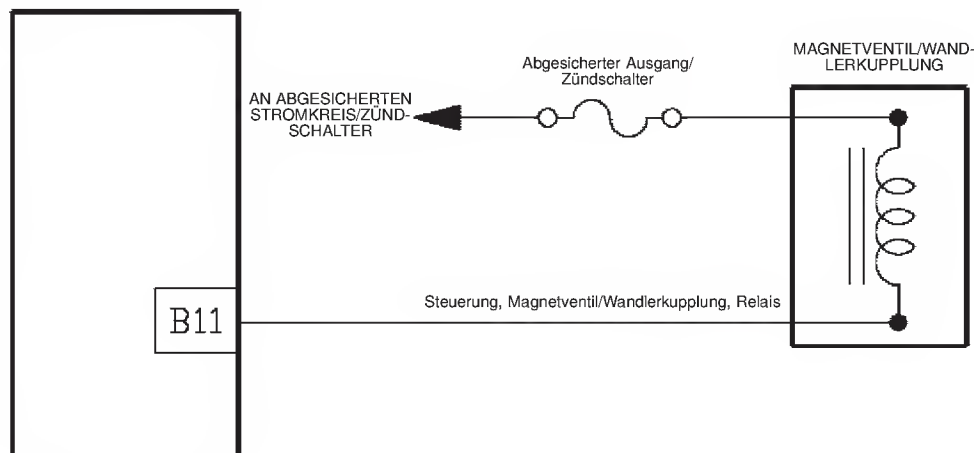 MAGNETVENTIL/WAND-
LERKUPPLUNG
Abgesicherter Ausgang/
Zündschalter
AN ABGESICHERTEN
STROMKREIS/ZÜND-
SCHALTER
Steuerung, Magnetventil/Wandlerkupplung, Relais
B11